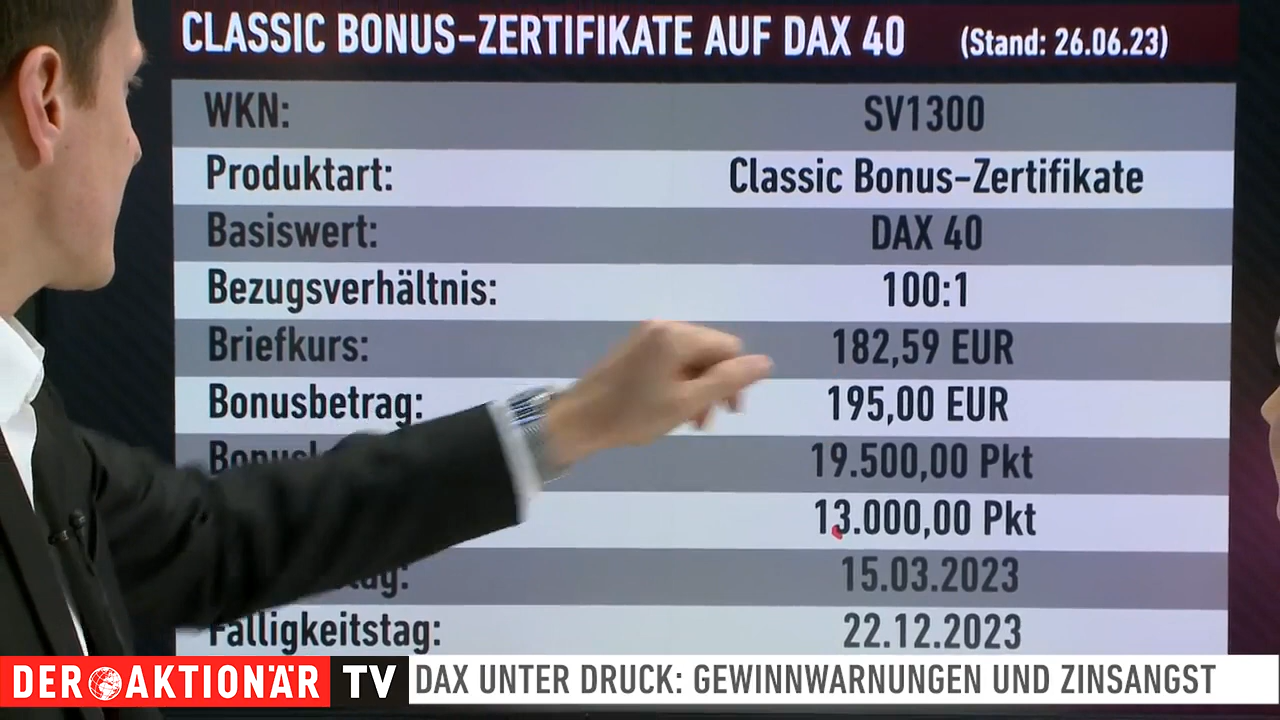 CLASSIC BONUS-ZERTIFIKATE AUF DAX 40 (Stand: 26.06.23)
WKN: SV1300
Produktart: Classic Bonus-Zertifikate
Basiswert: DAX 40
Bezugsverhältnis: 100:1
Briefkurs: 182,59 EUR
Bonusbetrag: 195,00 EUR
19.500,00 Pkt
13.000,00 Pkt
15.03.2023
Fälligkeitstag: 22.12.2023
DER AKTIONÄR TV DAX UNTER DRUCK: GEWINNWARNUNGEN UND ZINSANGST